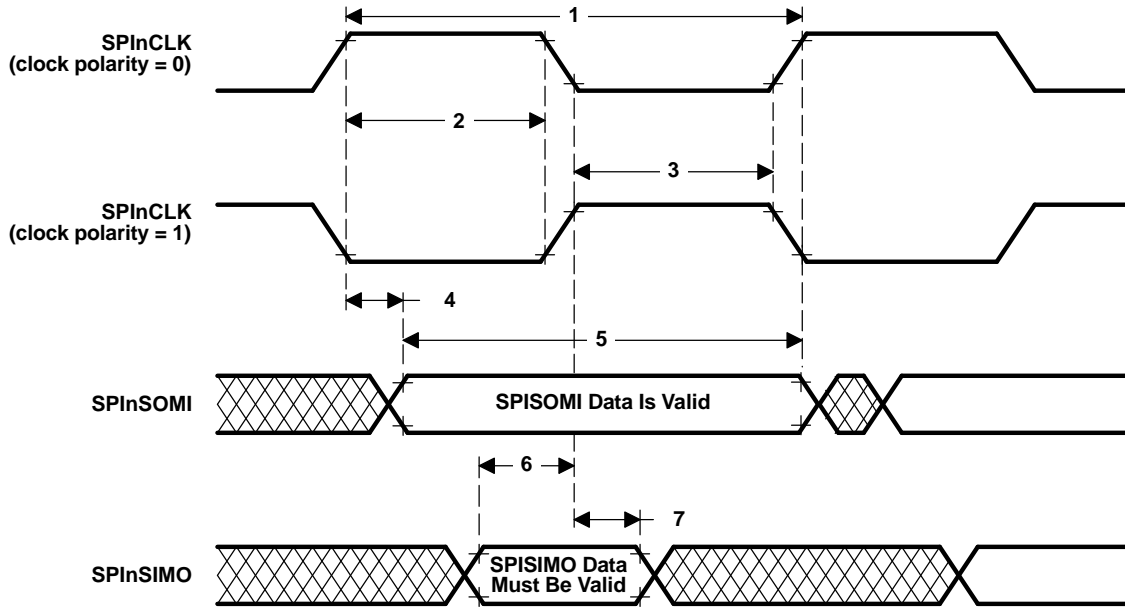 1
SPInCLK
(clock polarity = 0)
2
3
SPInCLK
(clock polarity = 1)
4
5
SPInSOMI
SPISOMI Data Is Valid
6
7
SPInSIMO
SPISIMO Data
Must Be Valid